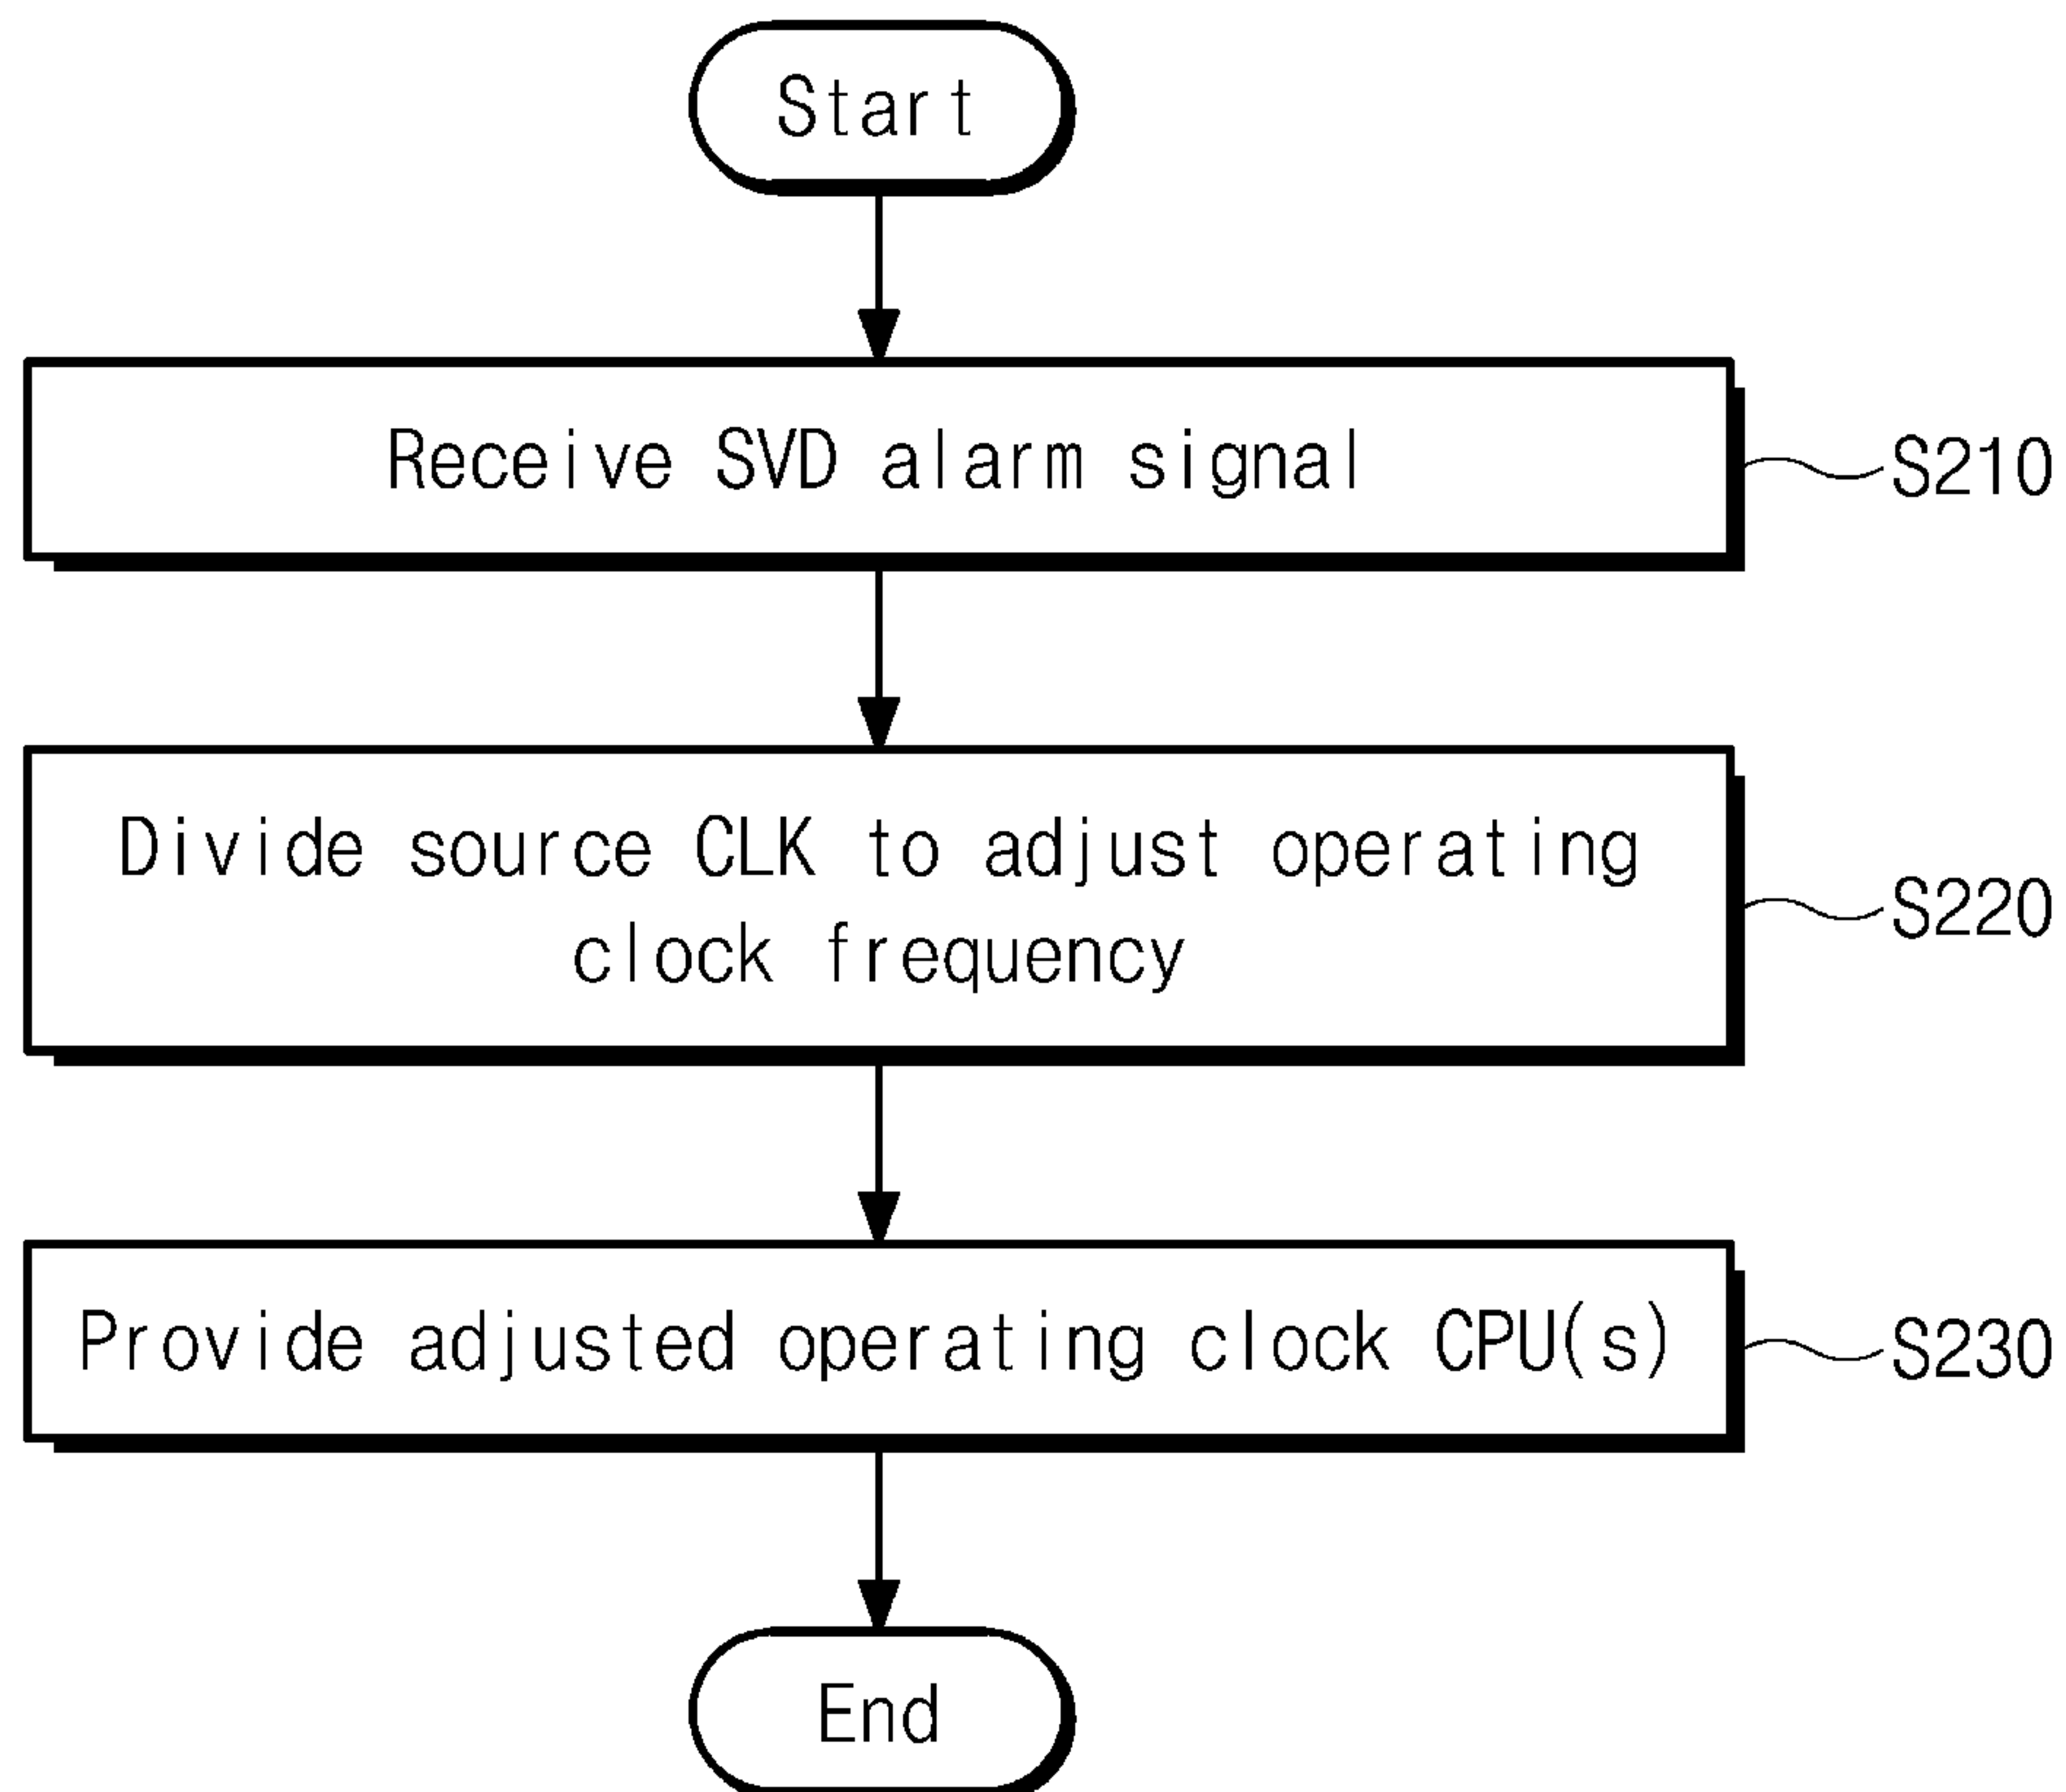 Start
Receive SVD alarm signal
S210
Divide source CLK to adjust operating
clock frequency
S220
Provide adjusted operating clock CPU(s)
S230
End